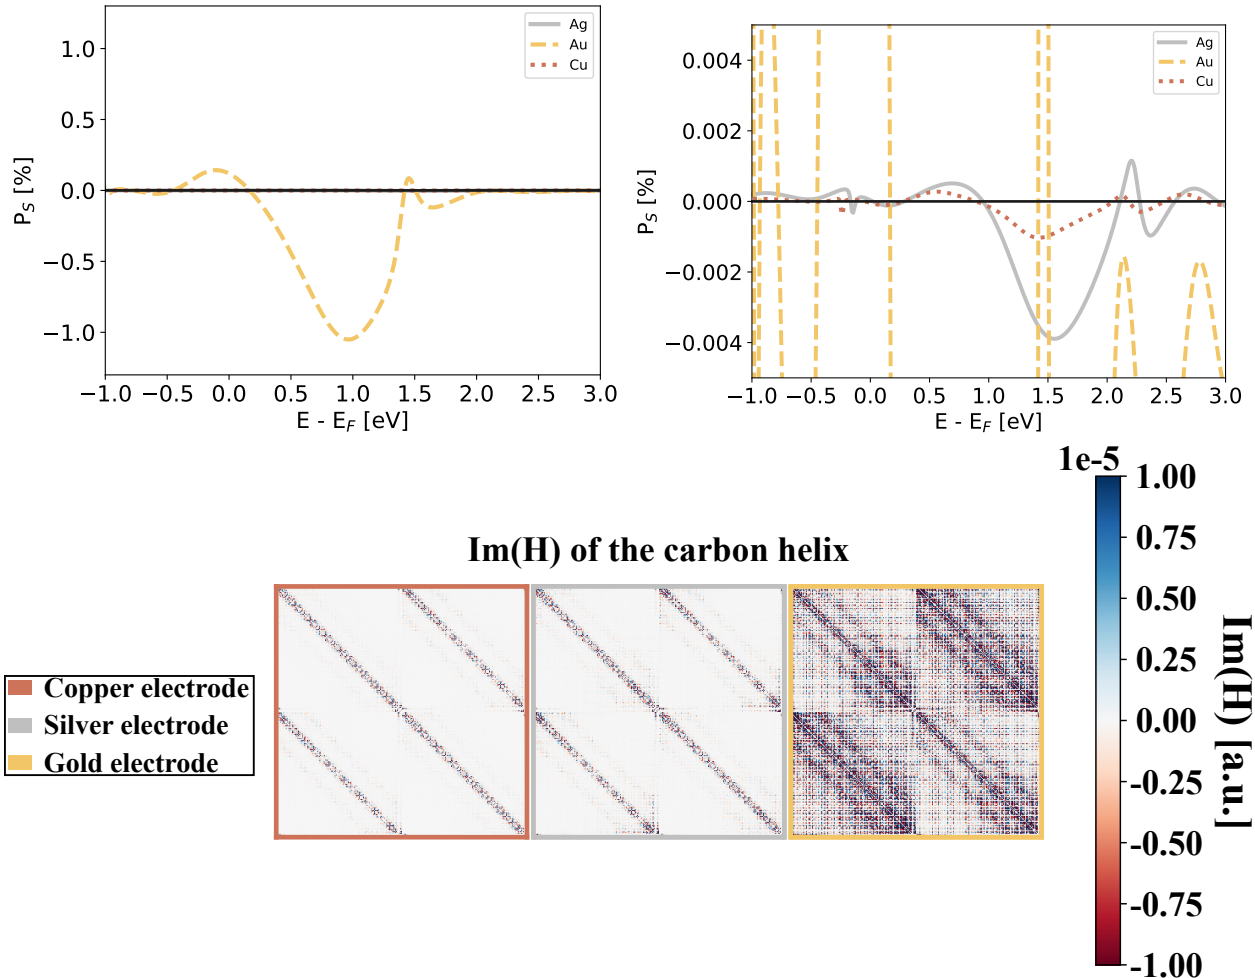 1.0
0.5
0.0
−0.5
−1.0
P_S [%]
−1.0 −0.5 0.0 0.5 1.0 1.5 2.0 2.5 3.0
E - E_F [eV]
Ag
Au
Cu
0.004
0.002
0.000
−0.002
−0.004
P_S [%]
−1.0 −0.5 0.0 0.5 1.0 1.5 2.0 2.5 3.0
E - E_F [eV]
Ag
Au
Cu
Im(H) of the carbon helix
Copper electrode
Silver electrode
Gold electrode
1e-5
1.00
0.75
0.50
0.25
0.00
-0.25
-0.50
-0.75
-1.00
Im(H) [a.u.]